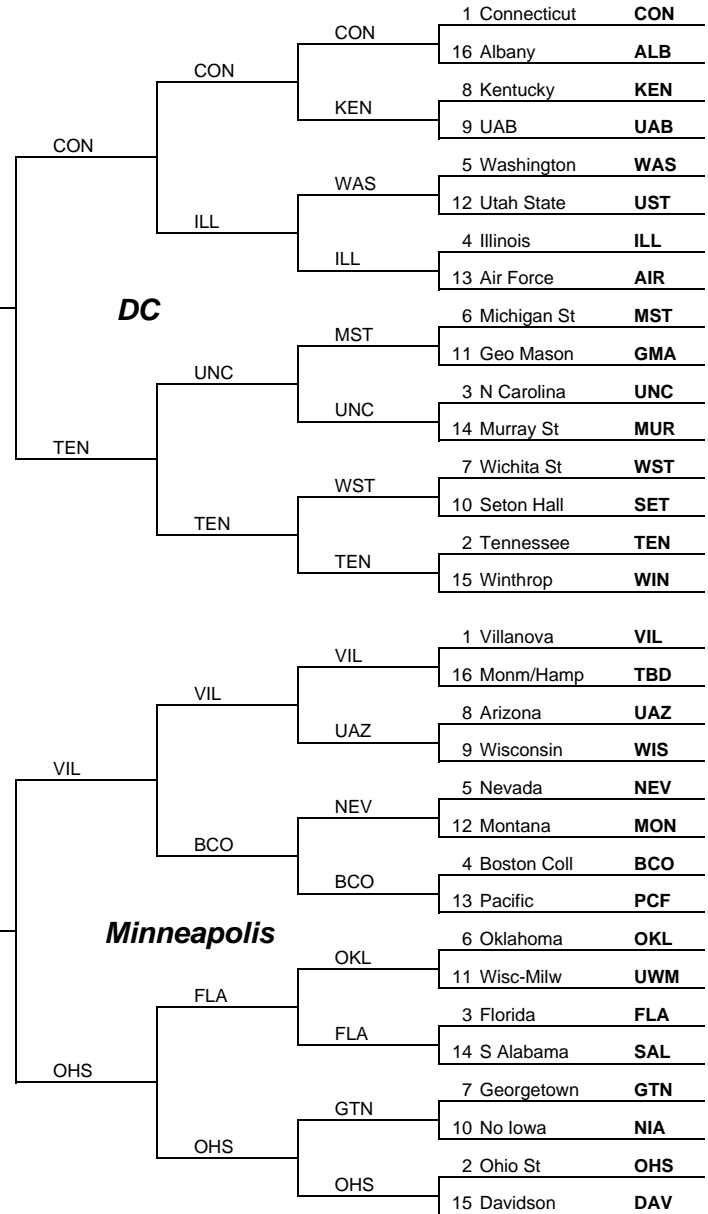 1 Connecticut CON
CON
16 Albany ALB
CON
8 Kentucky KEN
KEN
9 UAB UAB
CON
5 Washington WAS
WAS
12 Utah State UST
ILL
4 Illinois ILL
ILL
13 Air Force AIR
DC
6 Michigan St MST
MST
11 Geo Mason GMA
UNC
3 N Carolina UNC
UNC
14 Murray St MUR
TEN
7 Wichita St WST
WST
10 Seton Hall SET
TEN
2 Tennessee TEN
TEN
15 Winthrop WIN
1 Villanova VIL
VIL
16 Monm/Hamp TBD
VIL
8 Arizona UAZ
UAZ
9 Wisconsin WIS
VIL
5 Nevada NEV
NEV
12 Montana MON
BCO
4 Boston Coll BCO
BCO
13 Pacific PCF
Minneapolis
6 Oklahoma OKL
OKL
11 Wisc-Milw UWM
FLA
3 Florida FLA
FLA
14 S Alabama SAL
OHS
7 Georgetown GTN
GTN
10 No Iowa NIA
OHS
2 Ohio St OHS
OHS
15 Davidson DAV